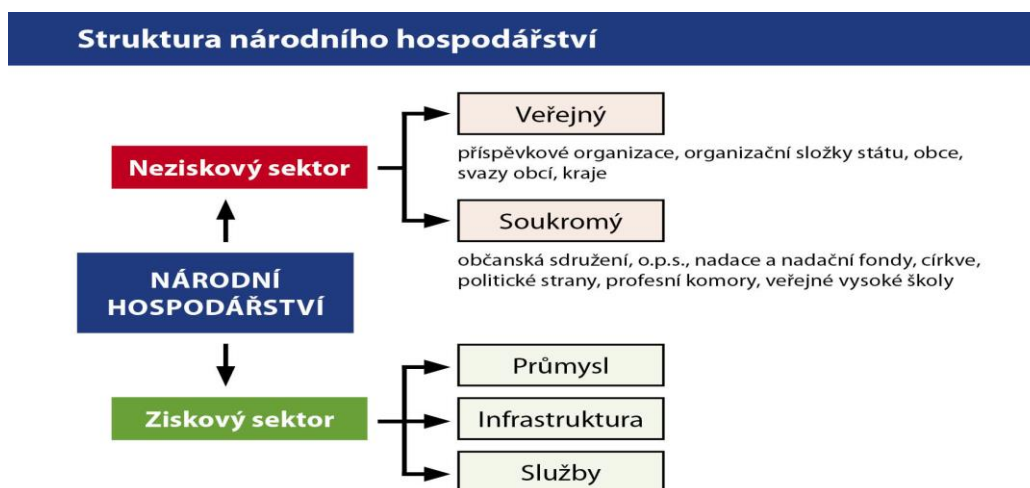 Struktura národního hospodářství
Veřejný
příspěvkové organizace, organizační složky státu, obce,
svazy obcí, kraje
Neziskový sektor
Soukromý
občanská sdružení, o.p.s., nadace a nadační fondy, církve,
politické strany, profesní komory, veřejné vysoké školy
NÁRODNÍ
HOSPODÁŘSTVÍ
Průmysl
Ziskový sektor
Infrastruktura
Služby